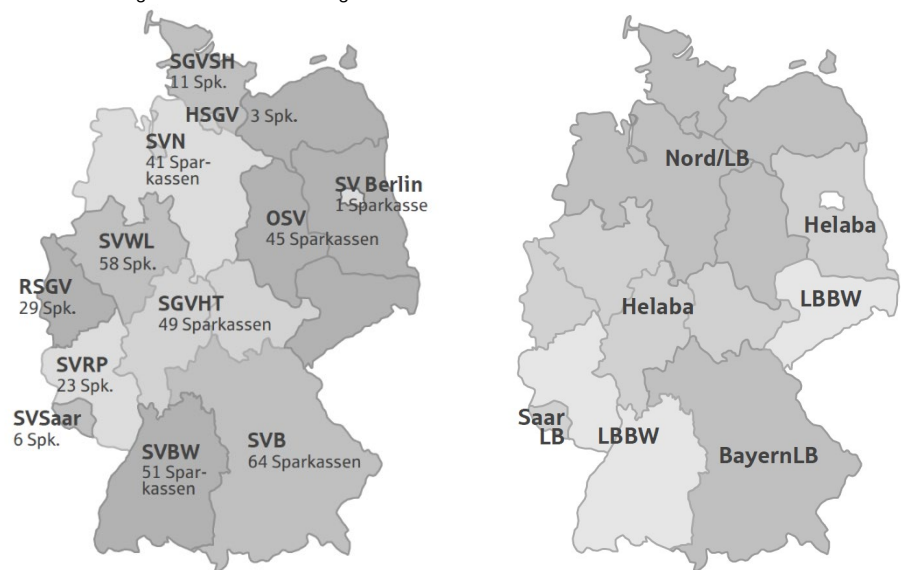 SGVSH
11 Spk.
HSGV 3 Spk.
SVN
41 Spar-
kassen
SV Berlin
1 Sparkasse
OSV
45 Sparkassen
SVWL
58 Spk.
RSGV
29 Spk.
SGVHT
49 Sparkassen
SVRP
23 Spk.
SVSaar
6 Spk.
SVBW
51 Spar-
kassen
SVB
64 Sparkassen
Nord/LB
Helaba
LBBW
Helaba
Saar
LB
LBBW
BayernLB